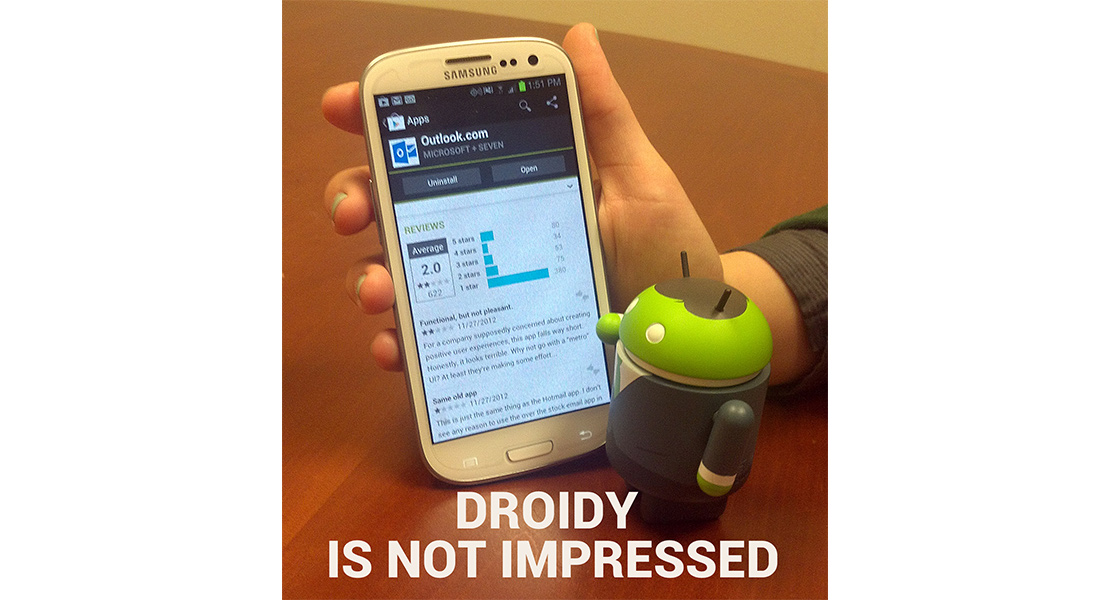 SAMSUNG
1:51 PM
Apps
Outlook.com
MICROSOFT + SEVEN
Uninstall
Open
REVIEWS
Average
2.0
622
5 stars
4 stars 34
3 stars
2 stars 75
1 star 380
Functional, but not pleasant.
11/27/2012
For a company supposedly concerned about creating
positive user experiences, this app falls way short.
Honestly, it looks terrible. Why not go with a "metro"
UI? At least they're making some effort...
Same old app
11/27/2012
This is just the same thing as the Hotmail app. I don't
see any reason to use the over the stock email app in
DROIDY
IS NOT IMPRESSED